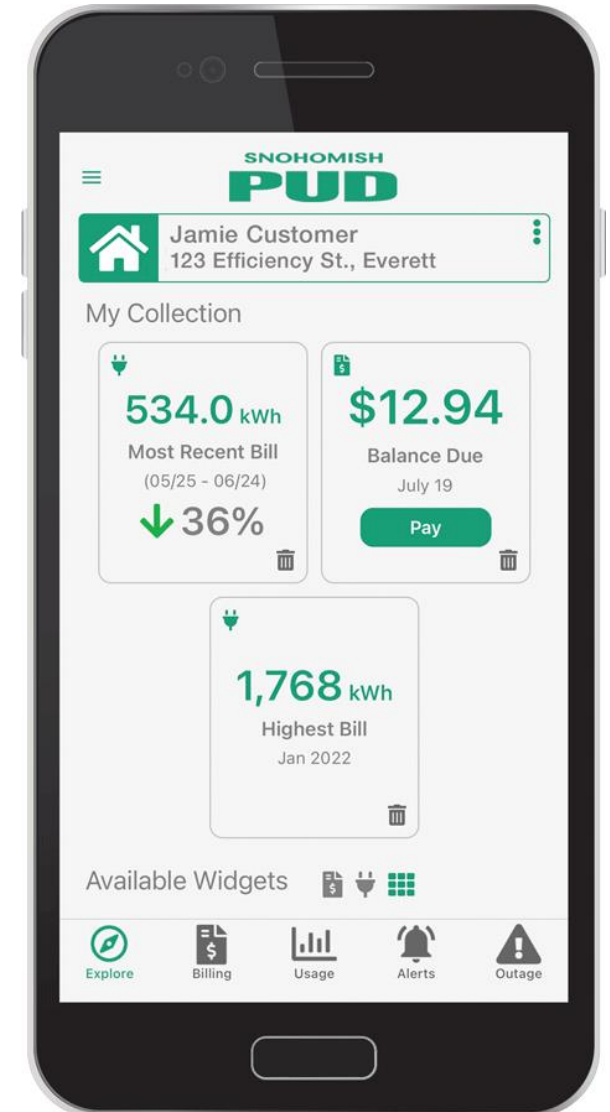 SNOHOMISH
PUD
Jamie Customer
123 Efficiency St., Everett
My Collection
534.0 kWh
Most Recent Bill
(05/25 - 06/24)
36%
$12.94
Balance Due
July 19
Pay
1,768 kWh
Highest Bill
Jan 2022
Available Widgets
Explore
Billing
Usage
Alerts
Outage